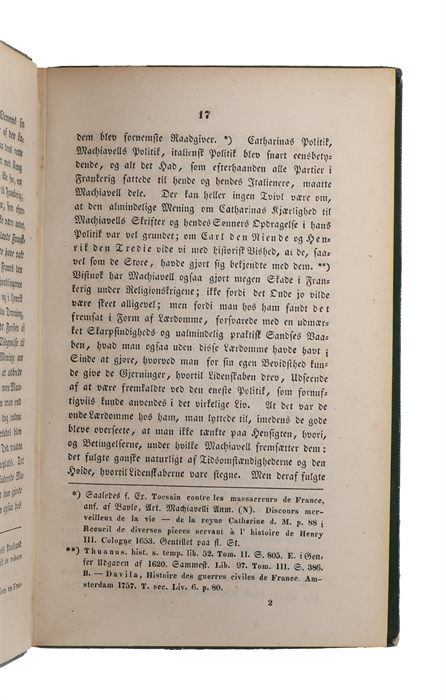 17
dem blev fornemste Raadgiver. *) Catharinas Politik,
Machiavells Politik, italiensk Politik blev snart eensbety-
dende, og alt det Had, som efterhaanden alle Partier i
Frankerig fattede til hende og hendes Italienere, maatte
Machiavell dele. Der kan heller ingen Tvivl være om,
at den almindelige Mening om Catharinas Kjærlighed til
Machiavells Skrifter og hendes Sønners Opdragelse i hans
Politik var vel grundet; om Carl den Niende og Hen-
rik den Tredie vide vi med historisk Vished, at de, saa-
vel som de Store, havde gjort sig bekjendte med dem. **)
Vistnok har Machiavell ogsaa gjort megen Skade i Fran-
kerig under Religionskrigene; ikke fordi det Onde jo vilde
være skeet alligevel; men fordi man hos ham fandt det
fremsat i Form af Lærdomme, forsvarede med en udmær-
ket Skarpsindigheds og ualmindelig praktisk Sandses Vaa-
ben, hvad man ogsaa uden disse Lærdomme havde havt i
Sinde at gjøre, hvorved man for sin egen Bevidsthed kun-
de give de Gjerninger, hvortil Lidenskaben drev, Udseende
af at være fremkaldte ved den eneste Politik, som fornuf-
tigviis kunde anvendes i det virkelige Liv. At det var de
onde Lærdomme hos ham, man lyttede til, imedens de gode
bleve oversete, at man ikke tænkte paa Hensigten, hvori,
og Betingelserne, under hvilke Machiavell fremsætter dem:
det fulgte ganske naturligt af Tidsomstændighederne og den
Høide, hvortil Lidenskaberne vare stegne. Men deraf fulgte
*) Saaledes f. Ex. Tocsain contre les massacreurs de France,
anf. af Bayle, Art. Machiavelli Anm. (N). Discours mer-
veilleux de la vie — de la reyne Catherine d. M. p. 88 i
Recueil de diverses pieces servant à l'histoire de Henry
III. Cologne 1653. Gentillet paa fl. St.
**) Thuanus. hist. s. temp. lib. 52. Tom. II. S. 805. E. i Gen-
fer Udgaven af 1620. Sammest. Lib. 97. Tom. III. S. 386.
B. — Davila, Histoire des guerres civiles de France. Am-
sterdam 1757. T. sec. Liv. 6. p. 80.
2